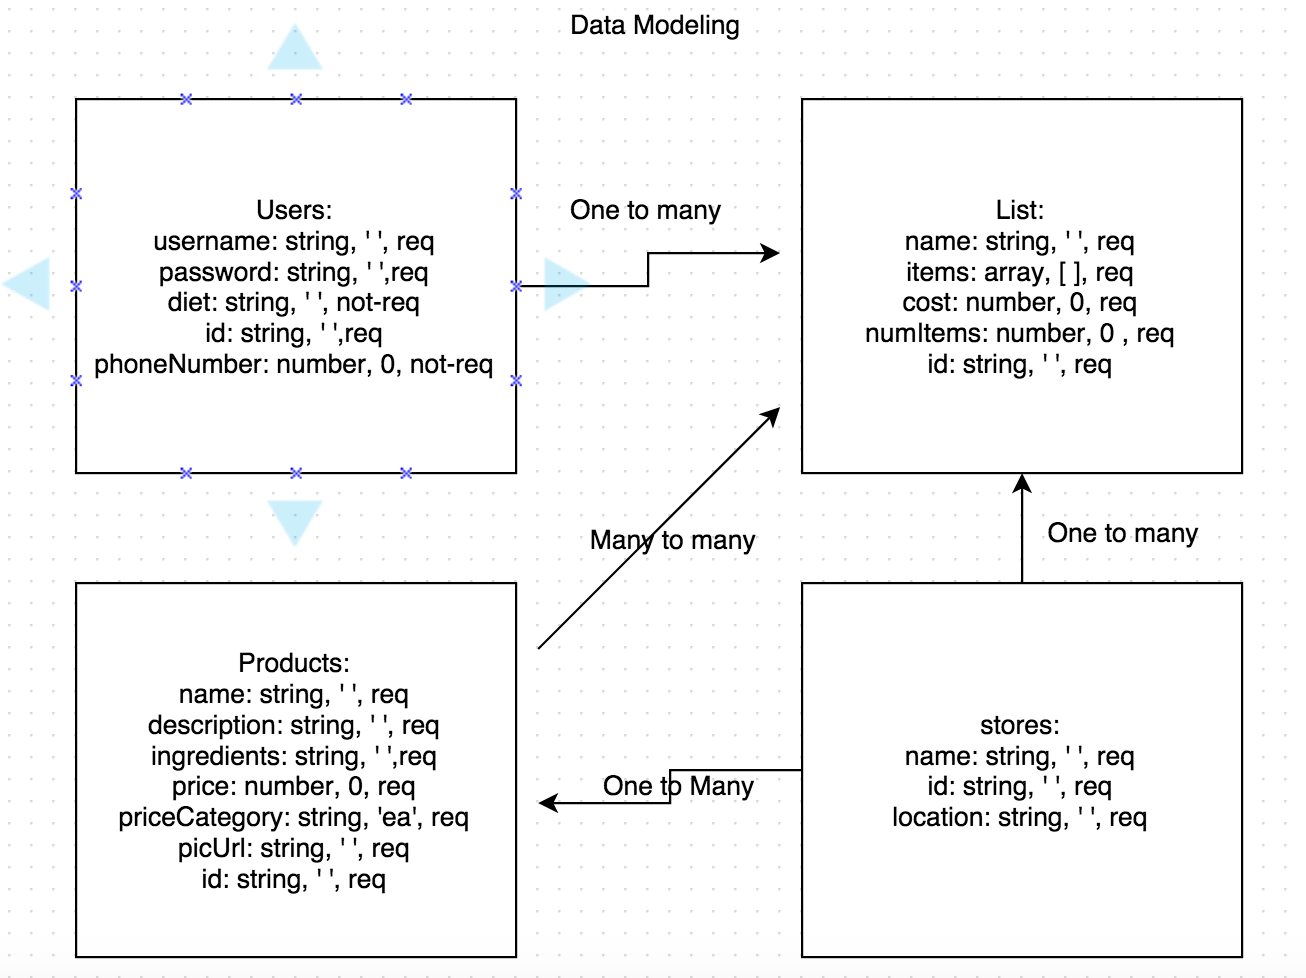 Data Modeling
Users:
username: string, ' ', req
password: string, ' ',req
diet: string, ' ', not-req
id: string, ' ',req
phoneNumber: number, 0, not-req
One to many
List:
name: string, ' ', req
items: array, [ ], req
cost: number, 0, req
numItems: number, 0 , req
id: string, ' ', req
Many to many
One to many
Products:
name: string, ' ', req
description: string, ' ', req
ingredients: string, ' ',req
price: number, 0, req
priceCategory: string, 'ea', req
picUrl: string, ' ', req
id: string, ' ', req
One to Many
stores:
name: string, ' ', req
id: string, ' ', req
location: string, ' ', req